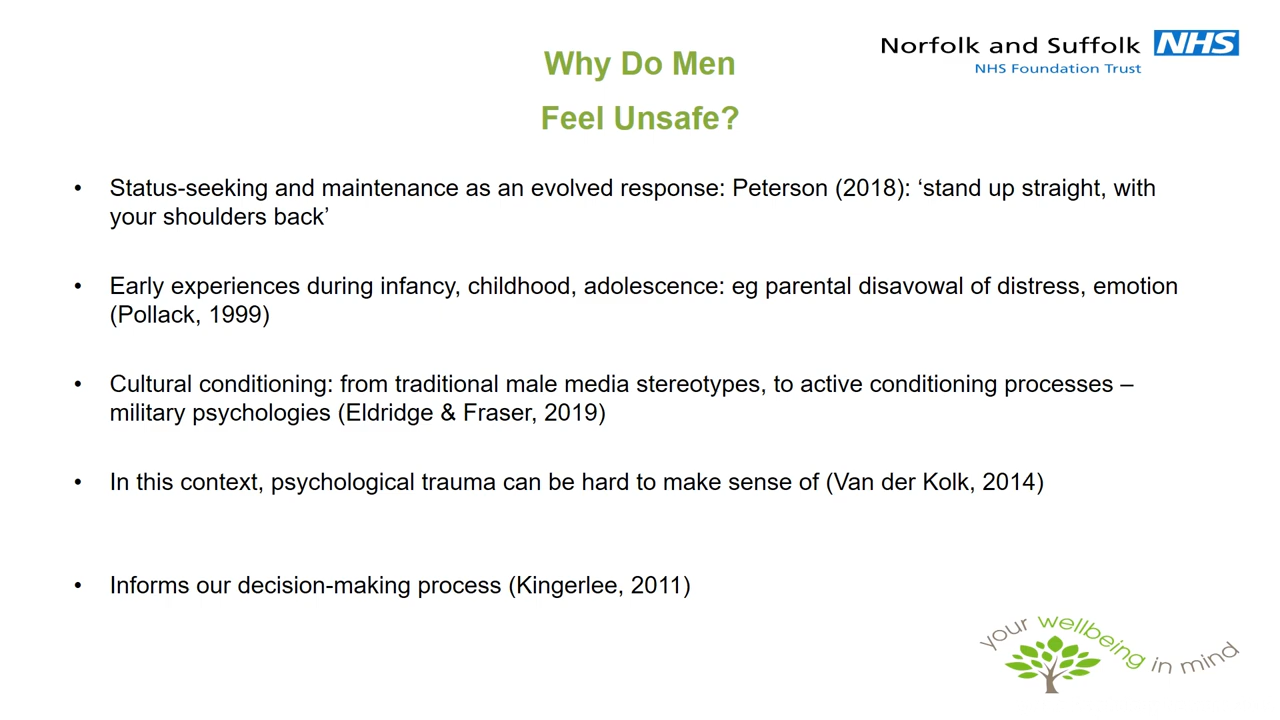 Norfolk and Suffolk NHS
NHS Foundation Trust
Why Do Men
Feel Unsafe?
• Status-seeking and maintenance as an evolved response: Peterson (2018): ‘stand up straight, with
your shoulders back’
• Early experiences during infancy, childhood, adolescence: eg parental disavowal of distress, emotion
(Pollack, 1999)
• Cultural conditioning: from traditional male media stereotypes, to active conditioning processes –
military psychologies (Eldridge & Fraser, 2019)
• In this context, psychological trauma can be hard to make sense of (Van der Kolk, 2014)
• Informs our decision-making process (Kingerlee, 2011)
your wellbeing in mind